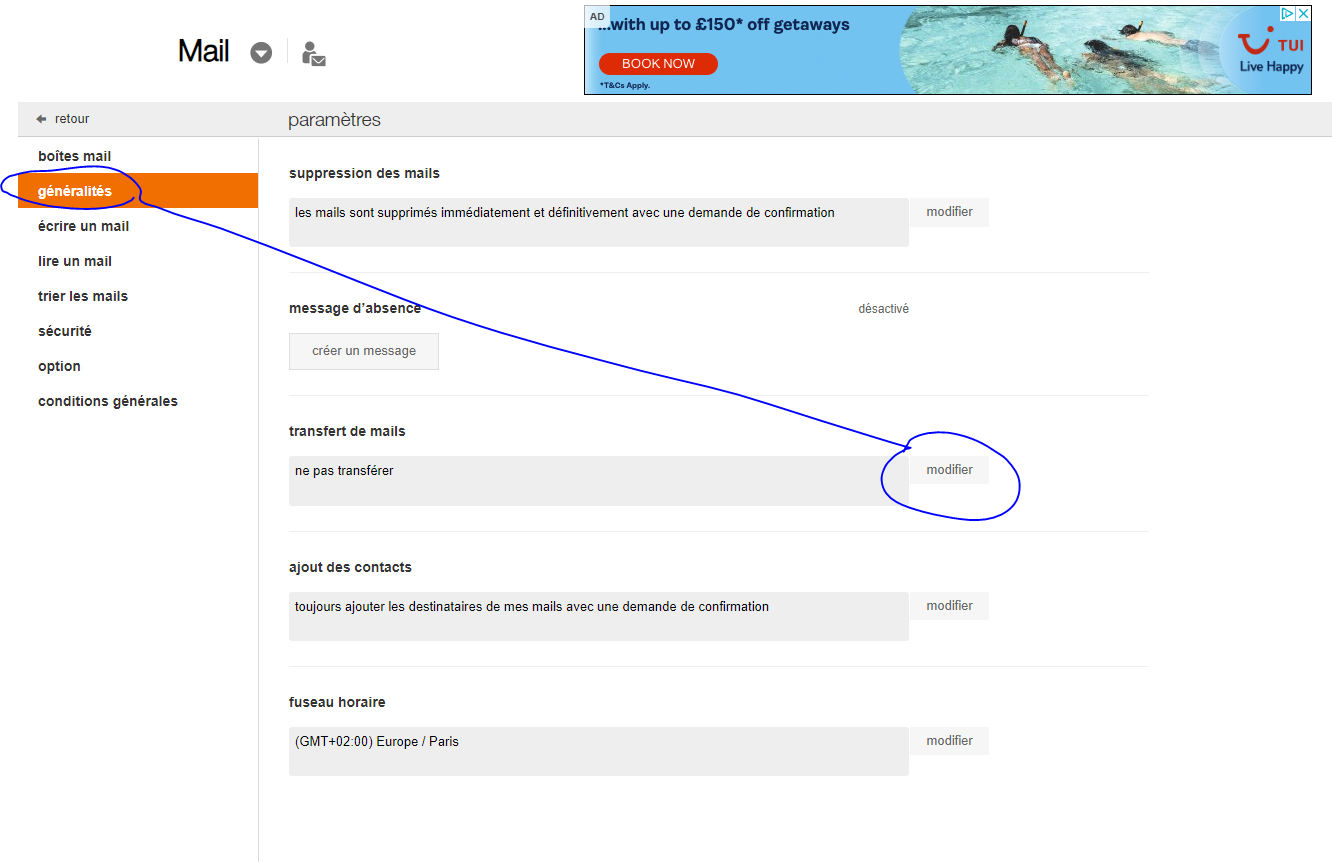 AD
...with up to £150* off getaways
BOOK NOW
*T&Cs Apply.
TUI
Live Happy
Mail
retour
paramètres
boîtes mail
généralités
écrire un mail
lire un mail
trier les mails
sécurité
option
conditions générales
suppression des mails
les mails sont supprimés immédiatement et définitivement avec une demande de confirmation
modifier
message d'absence
désactivé
créer un message
transfert de mails
ne pas transférer
modifier
ajout des contacts
toujours ajouter les destinataires de mes mails avec une demande de confirmation
modifier
fuseau horaire
(GMT+02:00) Europe / Paris
modifier